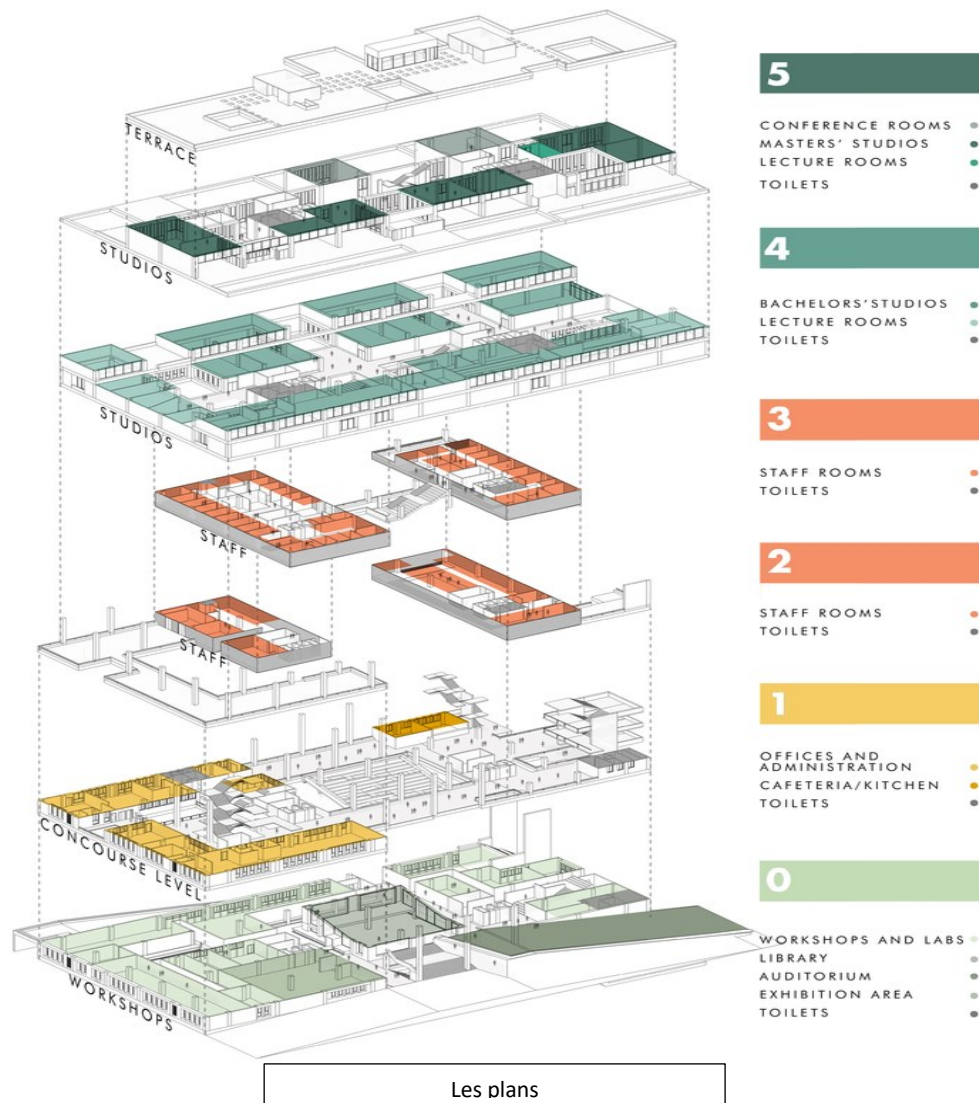 TERRACE
STUDIOS
STUDIOS
STAFF
STAFF
CONCOURSE LEVEL
WORKSHOPS
5
CONFERENCE ROOMS
MASTERS' STUDIOS
LECTURE ROOMS
TOILETS
4
BACHELORS'STUDIOS
LECTURE ROOMS
TOILETS
3
STAFF ROOMS
TOILETS
2
STAFF ROOMS
TOILETS
1
OFFICES AND
ADMINISTRATION
CAFETERIA/KITCHEN
TOILETS
0
WORKSHOPS AND LABS
LIBRARY
AUDITORIUM
EXHIBITION AREA
TOILETS
Les plans